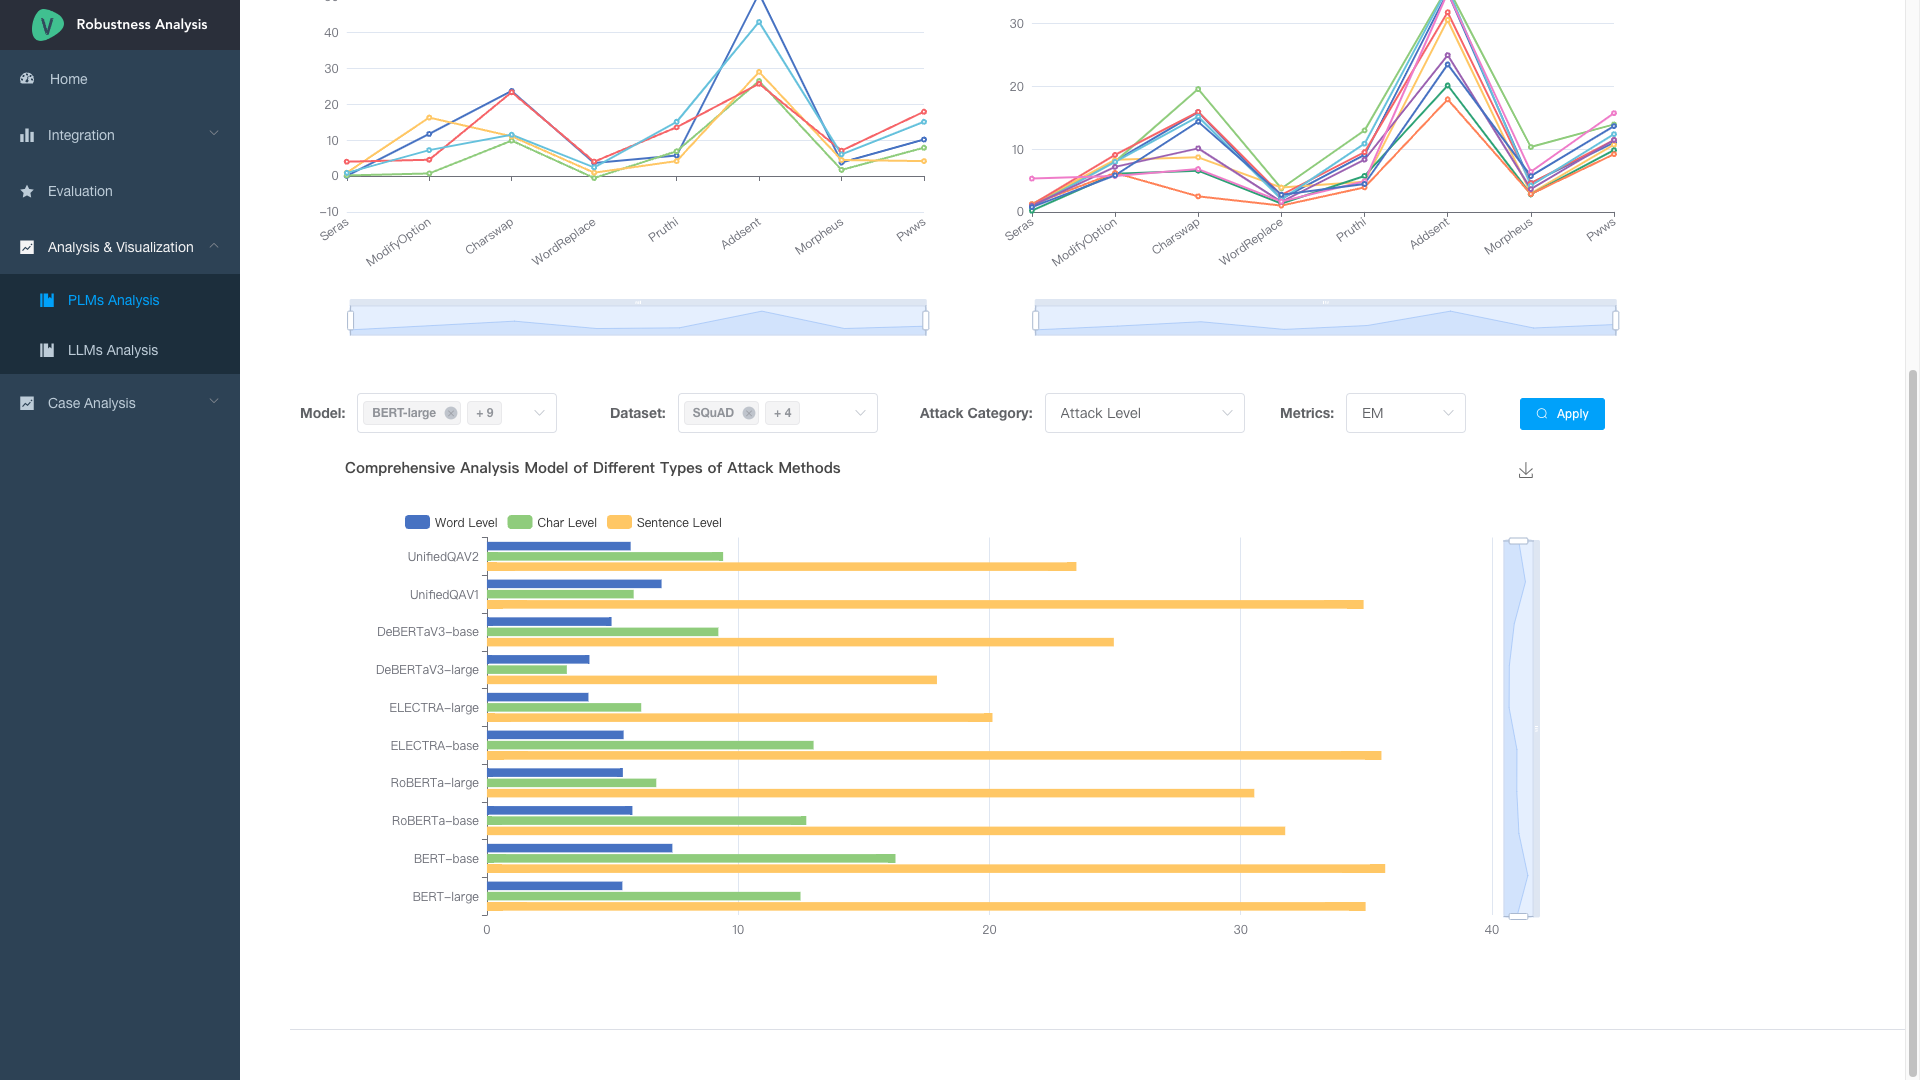 Robustness Analysis
Home
Integration
Evaluation
Analysis & Visualization
PLMs Analysis
LLMs Analysis
Case Analysis
40
30
20
10
0
−10
Seras
ModifyOption
Charswap
WordReplace
Pruthi
Addsent
Morpheus
Pwws
30
20
10
0
Seras
ModifyOption
Charswap
WordReplace
Pruthi
Addsent
Morpheus
Pwws
Model: BERT-large + 9 Dataset: SQuAD + 4 Attack Category: Attack Level Metrics: EM Apply
Comprehensive Analysis Model of Different Types of Attack Methods
Word Level Char Level Sentence Level
UnifiedQAV2
UnifiedQAV1
DeBERTaV3-base
DeBERTaV3-large
ELECTRA-large
ELECTRA-base
RoBERTa-large
RoBERTa-base
BERT-base
BERT-large
0 10 20 30 40